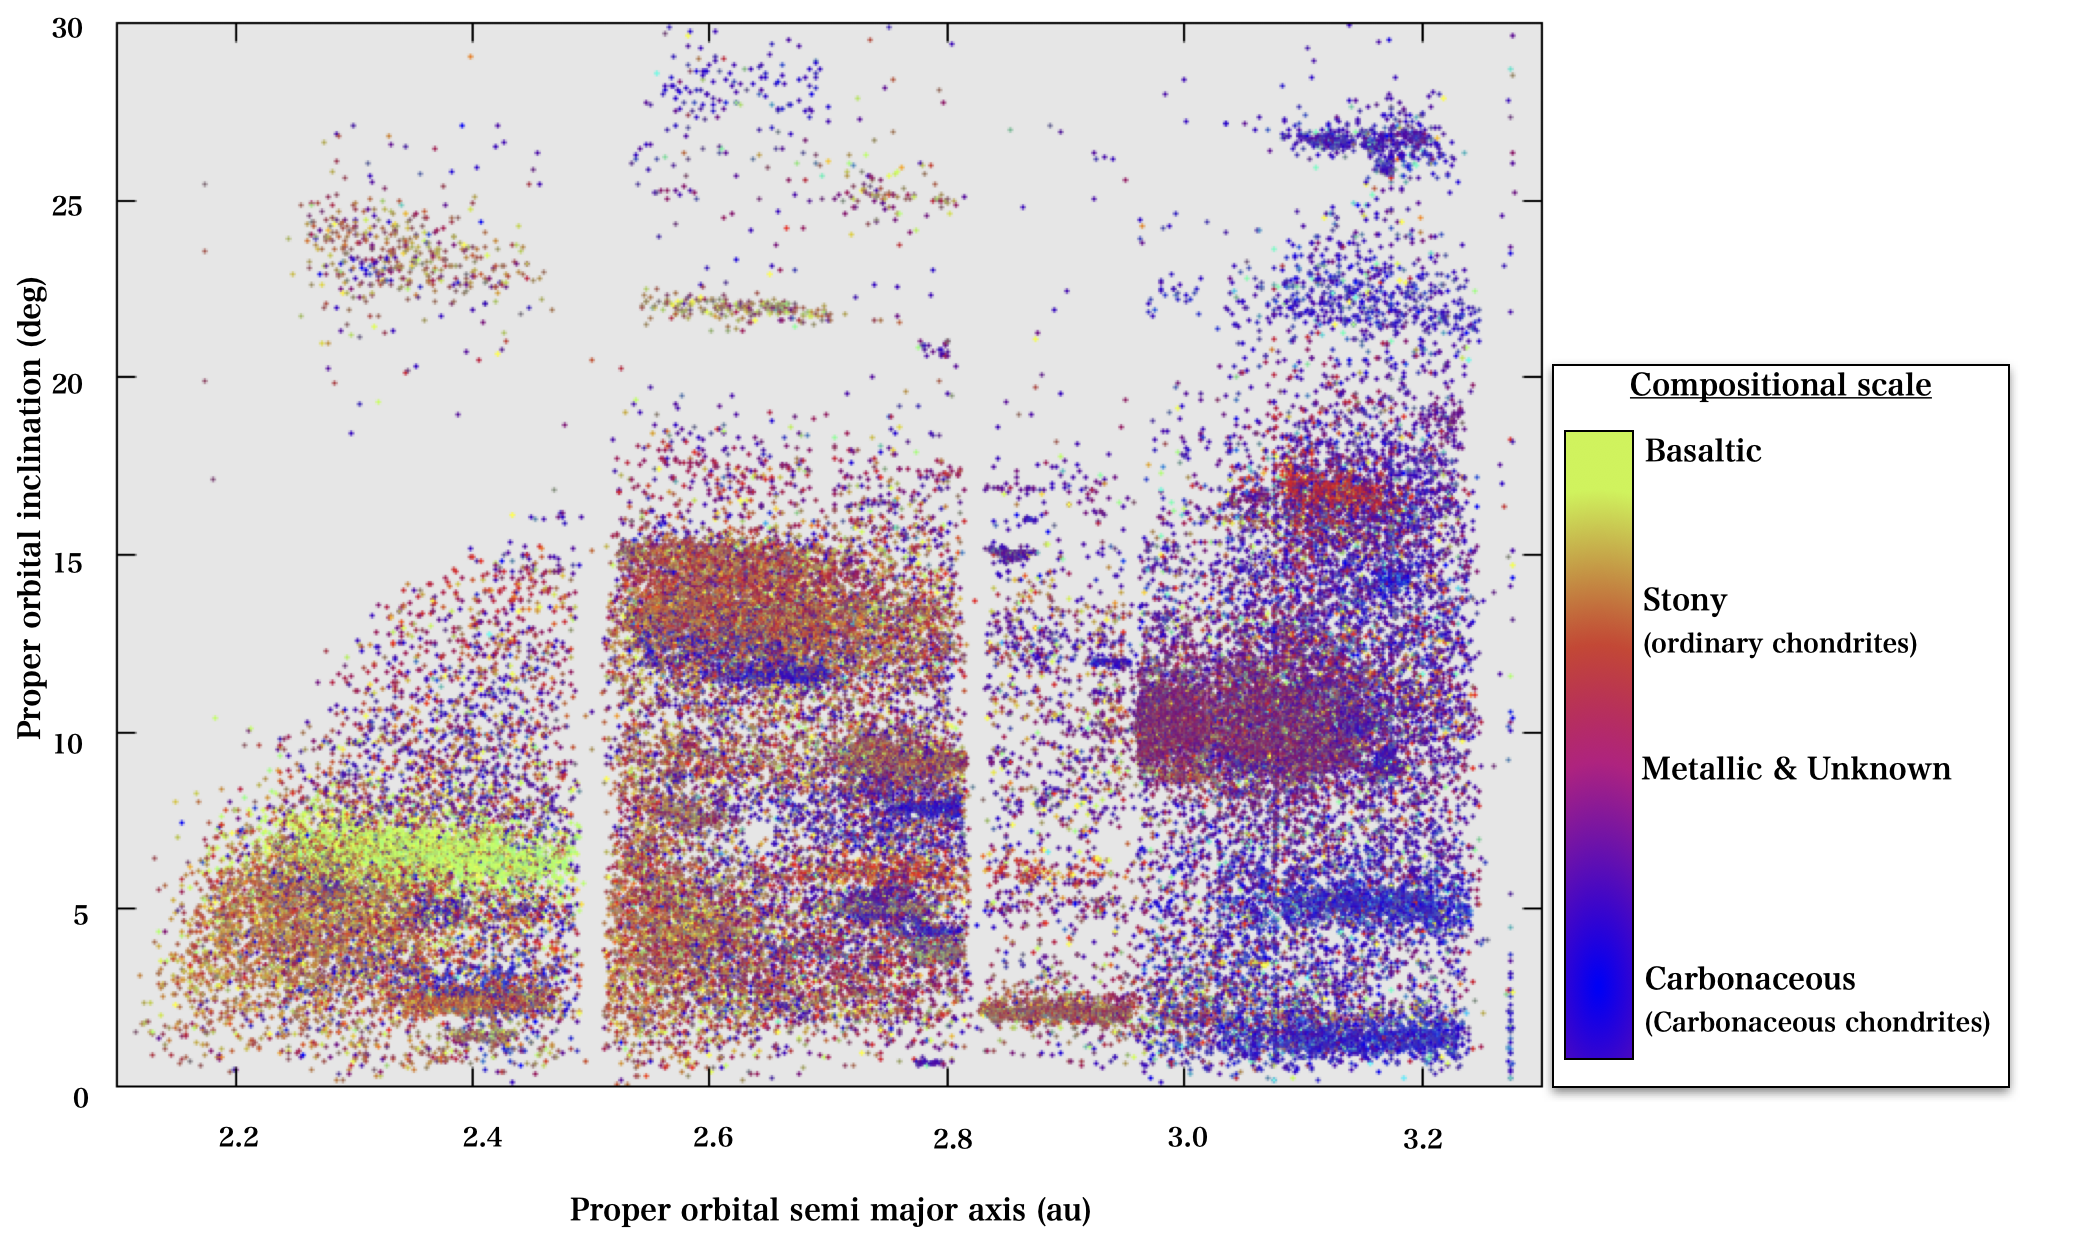 30
25
20
15
10
5
0
Proper orbital inclination (deg)
2.2 2.4 2.6 2.8 3.0 3.2
Proper orbital semi major axis (au)
Compositional scale
Basaltic
Stony
(ordinary chondrites)
Metallic & Unknown
Carbonaceous
(Carbonaceous chondrites)